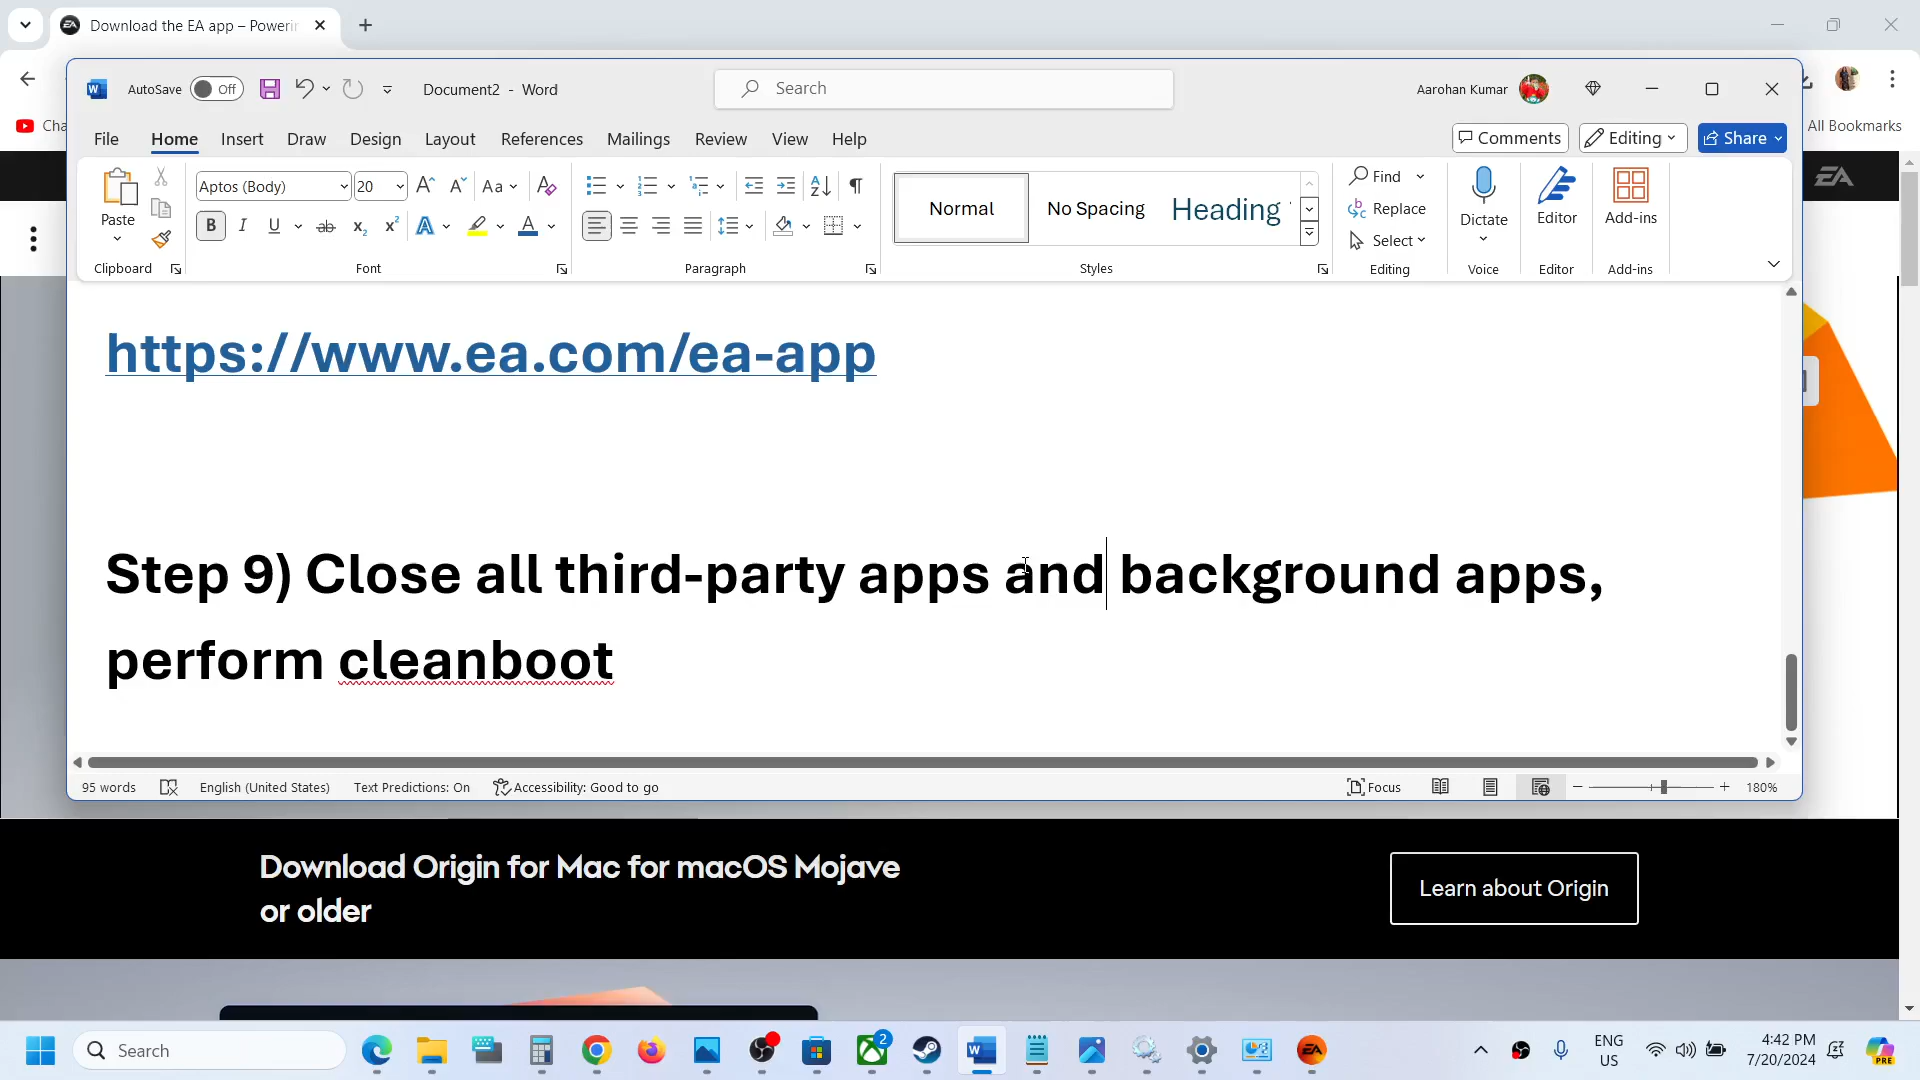 Download the EA app – Powerin
AutoSave Off
Document2 - Word
Search
Aarohan Kumar
Cha
All Bookmarks
File Home Insert Draw Design Layout References Mailings Review View Help
Comments Editing Share
Paste
Aptos (Body) 20
Normal No Spacing Heading
Find
Replace
Select
Dictate
Editor
Add-ins
Clipboard Font Paragraph Styles Editing Voice Editor Add-ins
EA
https://www.ea.com/ea-app
Step 9) Close all third-party apps and background apps,
perform cleanboot
95 words English (United States) Text Predictions: On Accessibility: Good to go Focus 180%
Download Origin for Mac for macOS Mojave
or older
Learn about Origin
Search
2
ENG
US
4:42 PM
7/20/2024
PRE